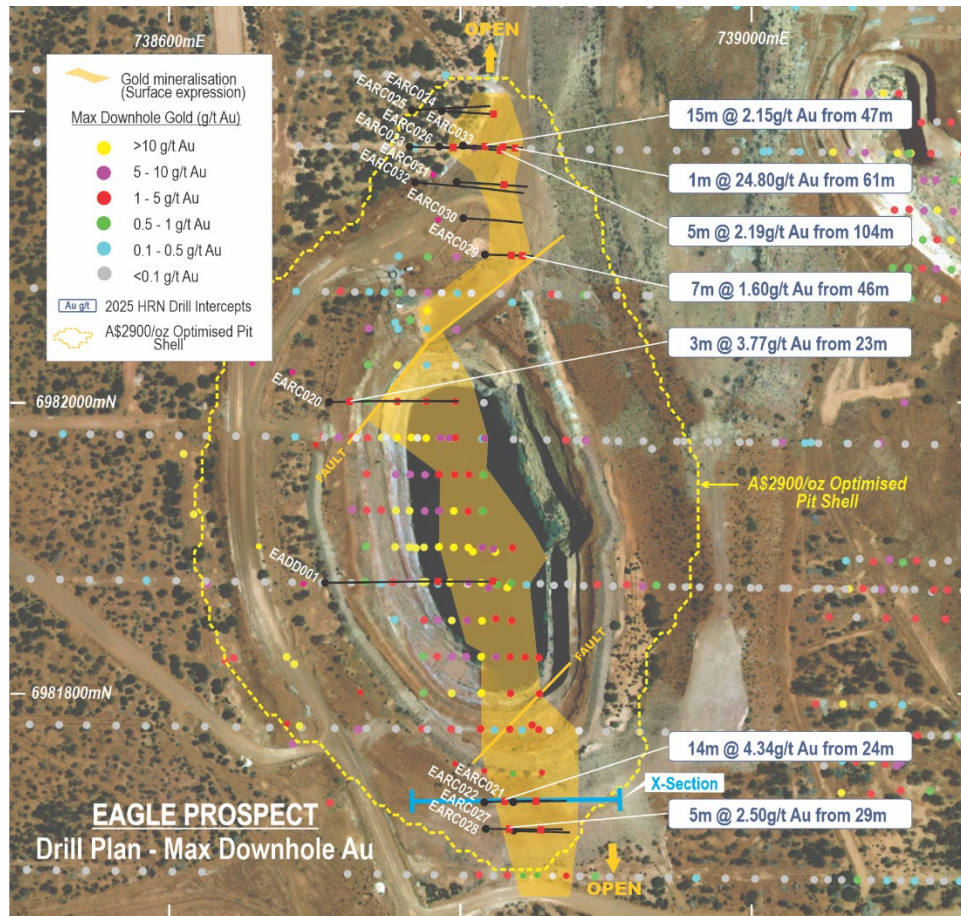 OPEN
738600mE
739000mE
Gold mineralisation
(Surface expression)
Max Downhole Gold (g/t Au)
>10 g/t Au
5 - 10 g/t Au
1 - 5 g/t Au
0.5 - 1 g/t Au
0.1 - 0.5 g/t Au
<0.1 g/t Au
Au g/t
2025 HRN Drill Intercepts
A$2900/oz Optimised Pit
Shell
EARC024
EARC025
EARC033
EARC026
EARC023
EARC031
EARC032
EARC030
EARC029
15m @ 2.15g/t Au from 47m
1m @ 24.80g/t Au from 61m
5m @ 2.19g/t Au from 104m
7m @ 1.60g/t Au from 46m
3m @ 3.77g/t Au from 23m
EARC020
6982000mN
FAULT
A$2900/oz Optimised
Pit Shell
EADD001
FAULT
6981800mN
14m @ 4.34g/t Au from 24m
EARC021
EARC022
EARC027
EARC028
X-Section
5m @ 2.50g/t Au from 29m
EAGLE PROSPECT
Drill Plan - Max Downhole Au
OPEN